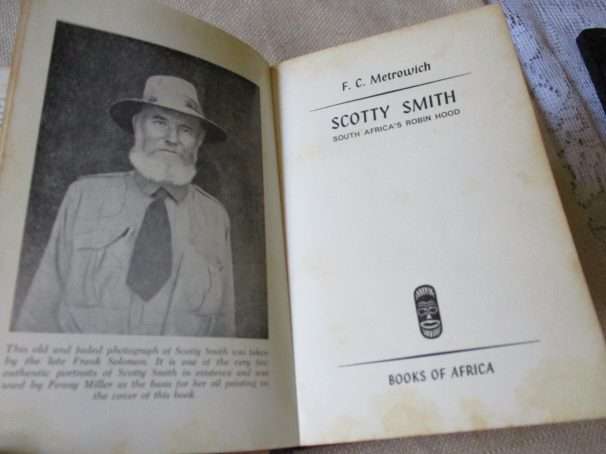 This old and faded photograph of Scotty Smith was taken
by the late Frank Solomon. It is one of the very few
authentic portraits of Scotty Smith in existence and was
used by Penny Miller as the basis for her oil painting on
the cover of this book.
F. C. Metrowich
SCOTTY SMITH
SOUTH AFRICA'S ROBIN HOOD
BOOKS OF AFRICA